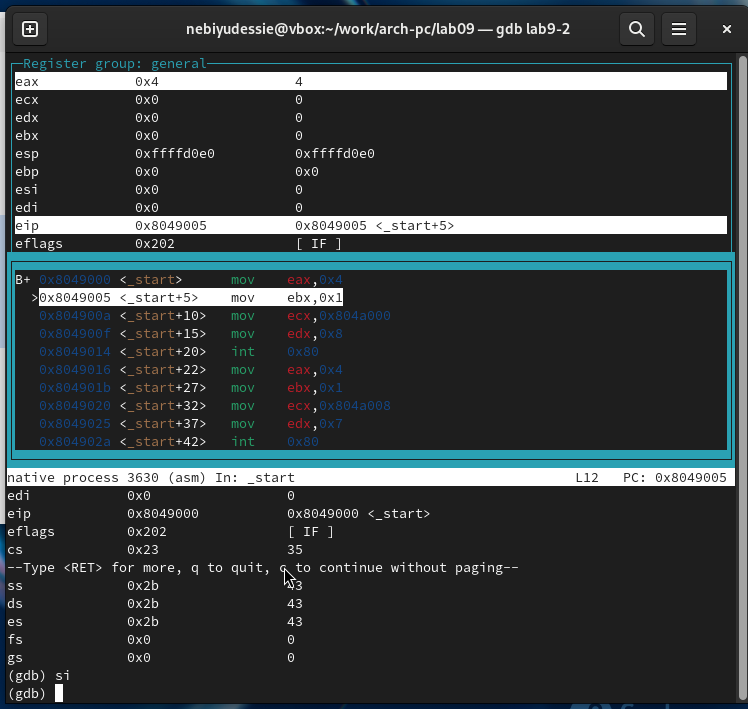 nebiyudessie@vbox:~/work/arch-pc/lab09 — gdb lab9-2
Register group: general
eax 0x4 4
ecx 0x0 0
edx 0x0 0
ebx 0x0 0
esp 0xffffd0e0 0xffffd0e0
ebp 0x0 0x0
esi 0x0 0
edi 0x0 0
eip 0x8049005 0x8049005 <_start+5>
eflags 0x202 [ IF ]
B+ 0x8049000 <_start> mov eax,0x4
>0x8049005 <_start+5> mov ebx,0x1
0x804900a <_start+10> mov ecx,0x804a000
0x804900f <_start+15> mov edx,0x8
0x8049014 <_start+20> int 0x80
0x8049016 <_start+22> mov eax,0x4
0x804901b <_start+27> mov ebx,0x1
0x8049020 <_start+32> mov ecx,0x804a008
0x8049025 <_start+37> mov edx,0x7
0x804902a <_start+42> int 0x80
native process 3630 (asm) In: _start L12 PC: 0x8049005
edi 0x0 0
eip 0x8049000 0x8049000 <_start>
eflags 0x202 [ IF ]
cs 0x23 35
--Type <RET> for more, q to quit, c to continue without paging--
ss 0x2b 43
ds 0x2b 43
es 0x2b 43
fs 0x0 0
gs 0x0 0
(gdb) si
(gdb)